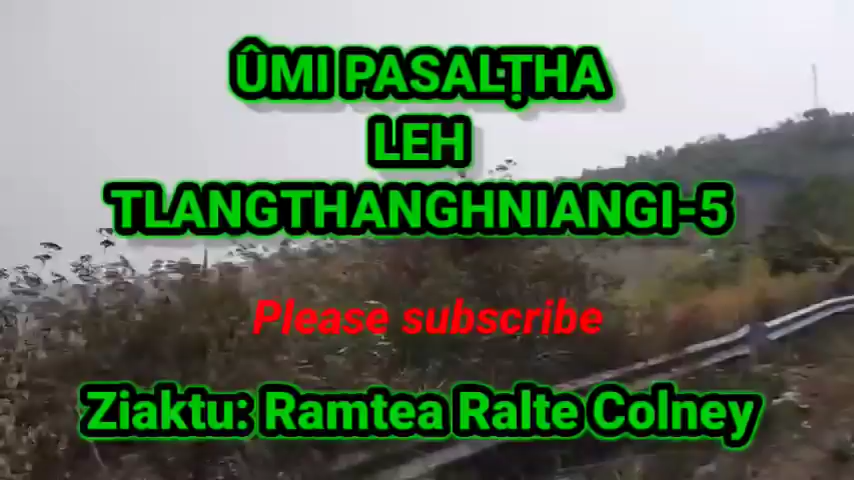 ÛMI PASALṬHA
LEH
TLANGTHANGHNIANGI-5
Please subscribe
Ziaktu: Ramtea Ralte Colney